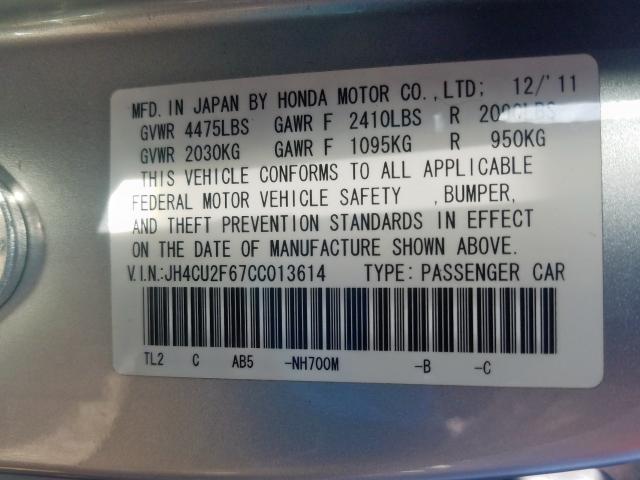 MFD. IN JAPAN BY HONDA MOTOR CO.,LTD; 12/'11
GVWR 4475LBS GAWR F 2410LBS R
GVWR 2030KG GAWR F 1095KG R 950KG
THIS VEHICLE CONFORMS TO ALL APPLICABLE
FEDERAL MOTOR VEHICLE SAFETY , BUMPER,
AND THEFT PREVENTION STANDARDS IN EFFECT
ON THE DATE OF MANUFACTURE SHOWN ABOVE.
V.I.N.:JH4CU2F67CC013614 TYPE: PASSENGER CAR
TL2 C AB5 -NH700M -B -C